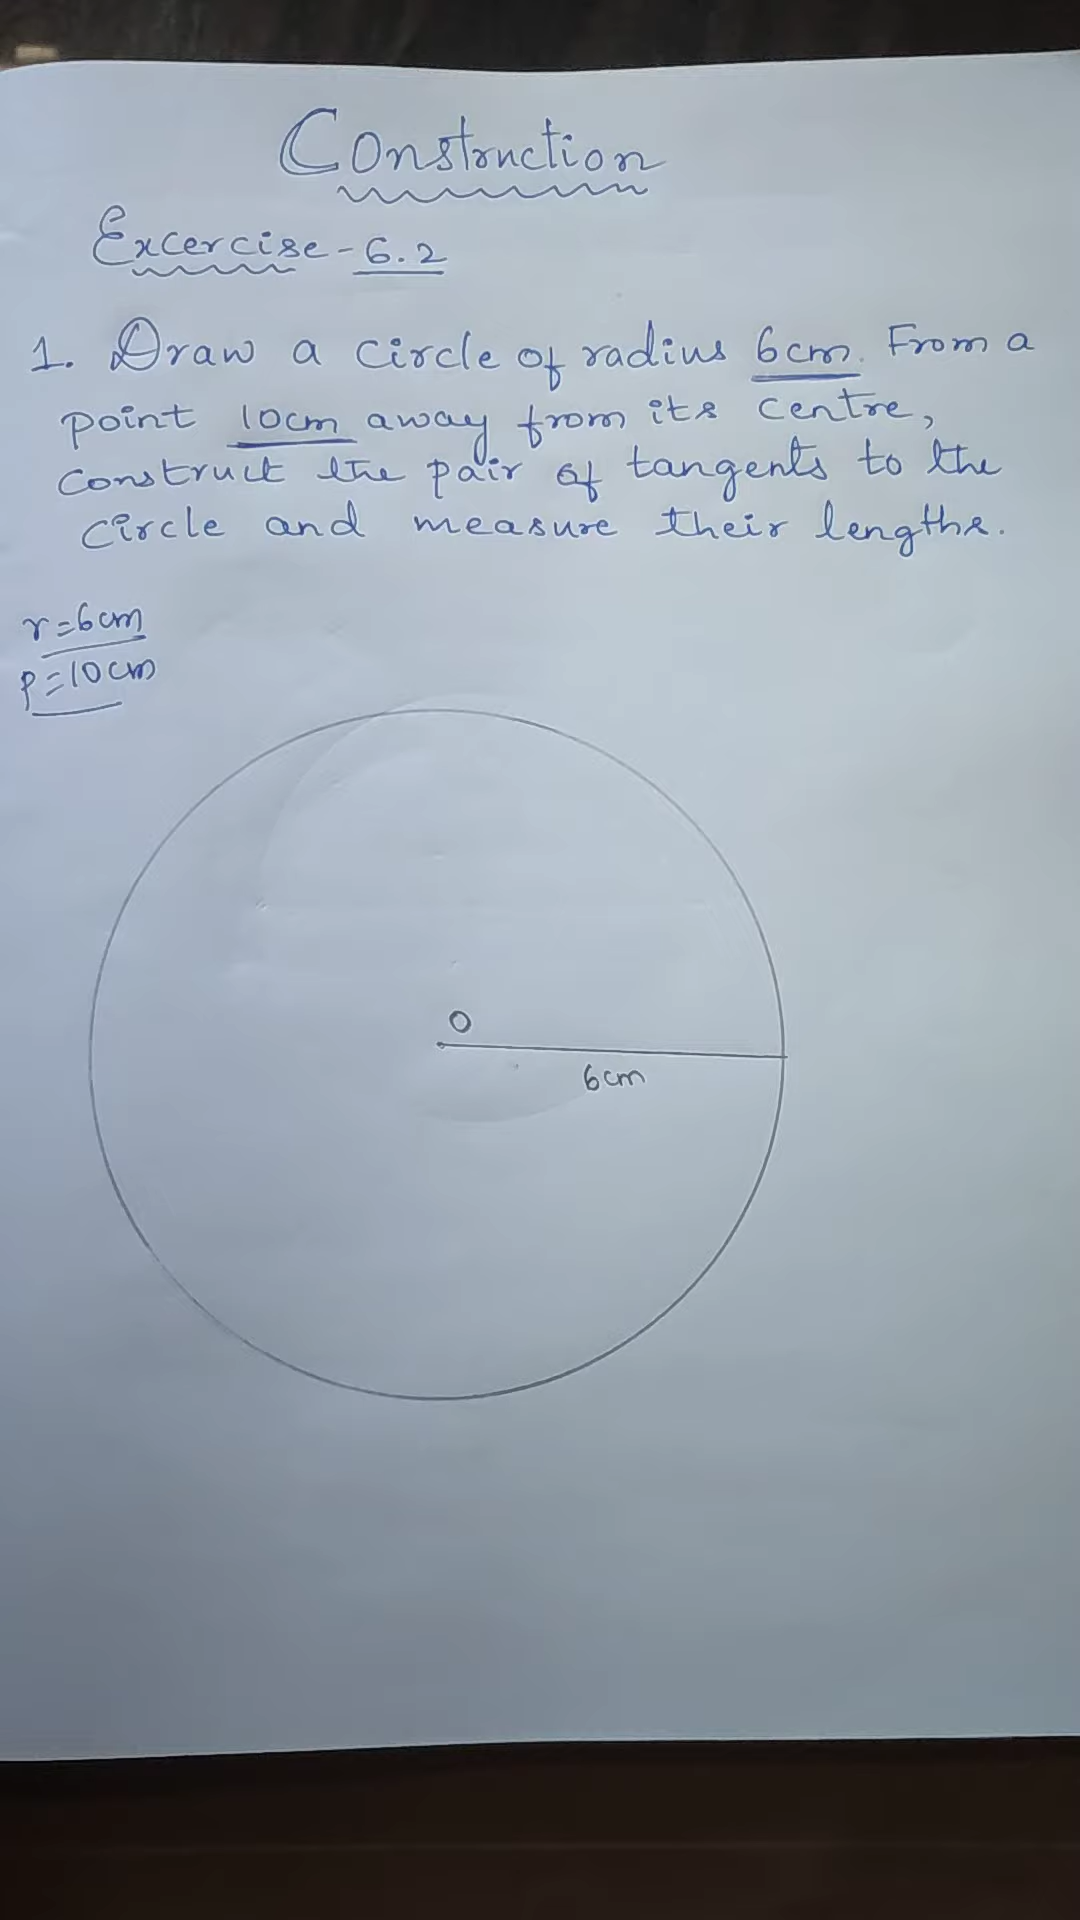 Construction
Excercise - 6.2
1. Draw a circle of radius 6cm. From a
point 10cm away from its centre,
construct the pair of tangents to the
circle and measure their lengths.
r=6cm
P=10cm
O
6cm